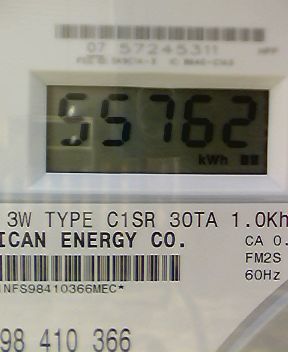 07 57245311
55762
kWh
3W TYPE C1SR 30TA 1.0Kh
ICAN ENERGY CO.
CA 0.
FM2S
60Hz
NFS98410366MEC*
98 410 366